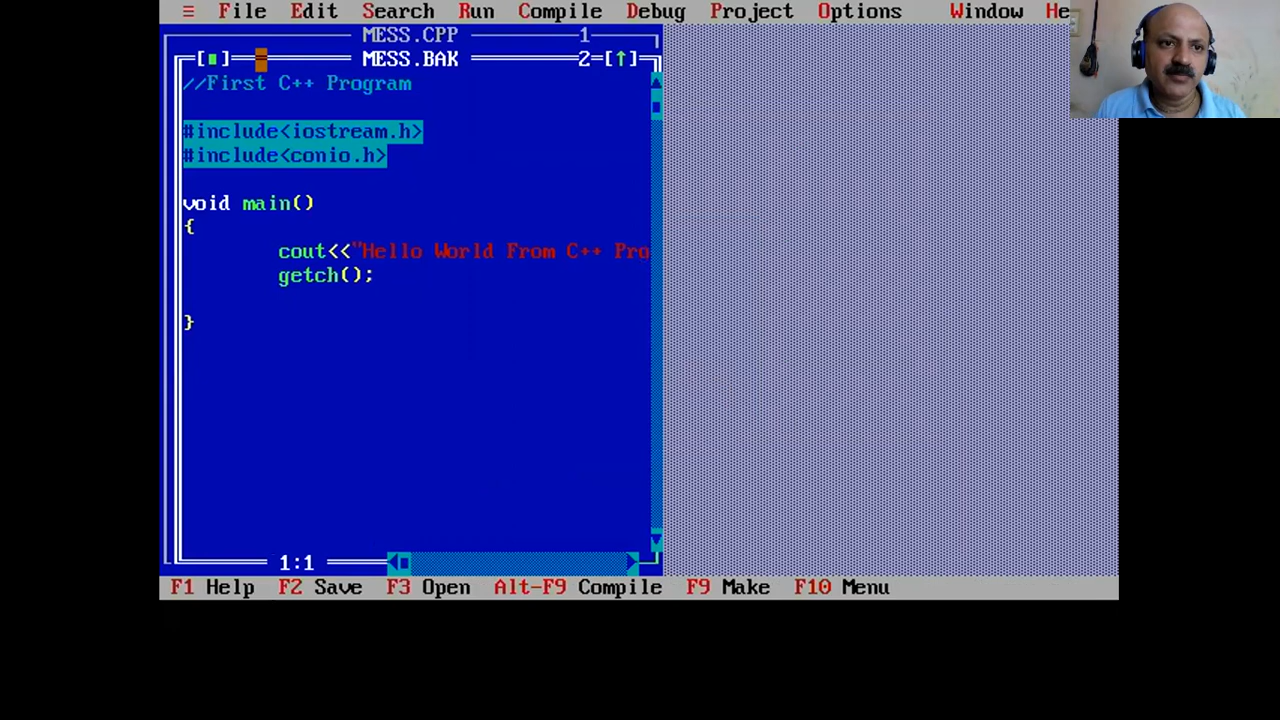 ≡ File Edit Search Run Compile Debug Project Options Window He
MESS.CPP 1
[■] MESS.BAK 2=[↑]
//First C++ Program
#include<iostream.h>
#include<conio.h>
void main()
{
cout<<"Hello World From C++ Pro
getch();
}
1:1
F1 Help F2 Save F3 Open Alt-F9 Compile F9 Make F10 Menu